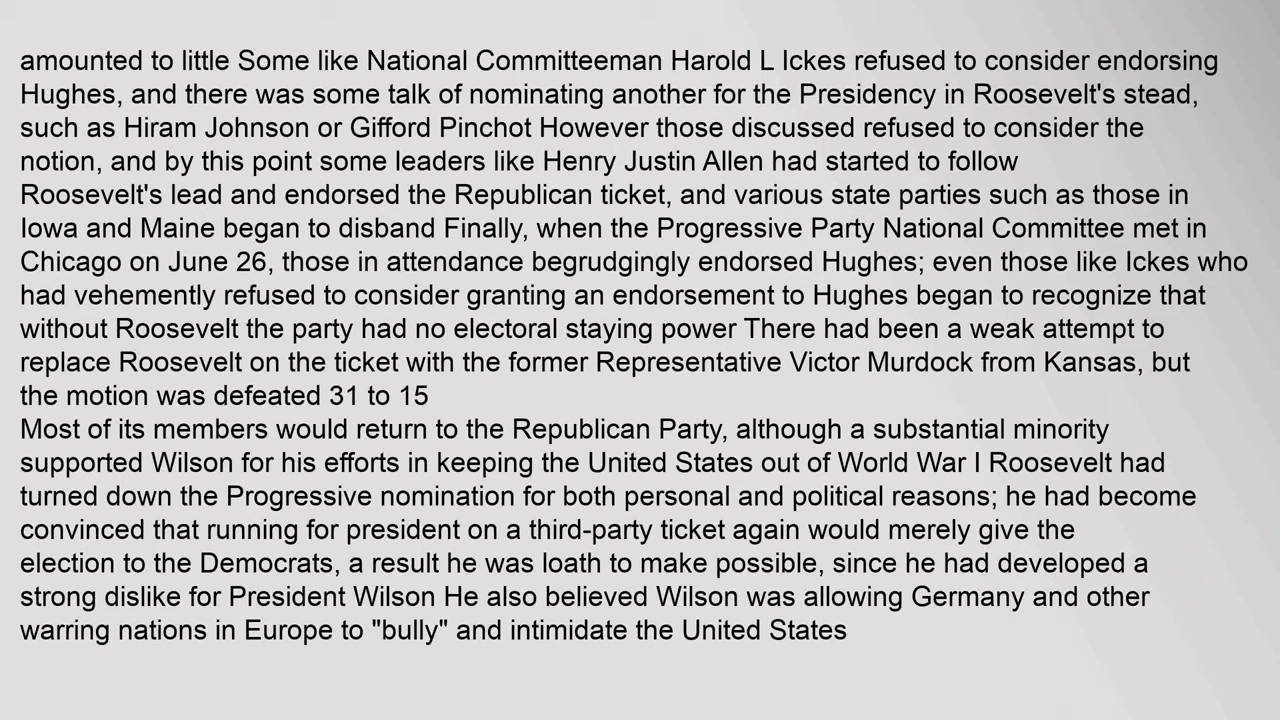 amounted to little Some like National Committeeman Harold L Ickes refused to consider endorsing
Hughes, and there was some talk of nominating another for the Presidency in Roosevelt's stead,
such as Hiram Johnson or Gifford Pinchot However those discussed refused to consider the
notion, and by this point some leaders like Henry Justin Allen had started to follow
Roosevelt's lead and endorsed the Republican ticket, and various state parties such as those in
Iowa and Maine began to disband Finally, when the Progressive Party National Committee met in
Chicago on June 26, those in attendance begrudgingly endorsed Hughes; even those like Ickes who
had vehemently refused to consider granting an endorsement to Hughes began to recognize that
without Roosevelt the party had no electoral staying power There had been a weak attempt to
replace Roosevelt on the ticket with the former Representative Victor Murdock from Kansas, but
the motion was defeated 31 to 15
Most of its members would return to the Republican Party, although a substantial minority
supported Wilson for his efforts in keeping the United States out of World War I Roosevelt had
turned down the Progressive nomination for both personal and political reasons; he had become
convinced that running for president on a third-party ticket again would merely give the
election to the Democrats, a result he was loath to make possible, since he had developed a
strong dislike for President Wilson He also believed Wilson was allowing Germany and other
warring nations in Europe to "bully" and intimidate the United States